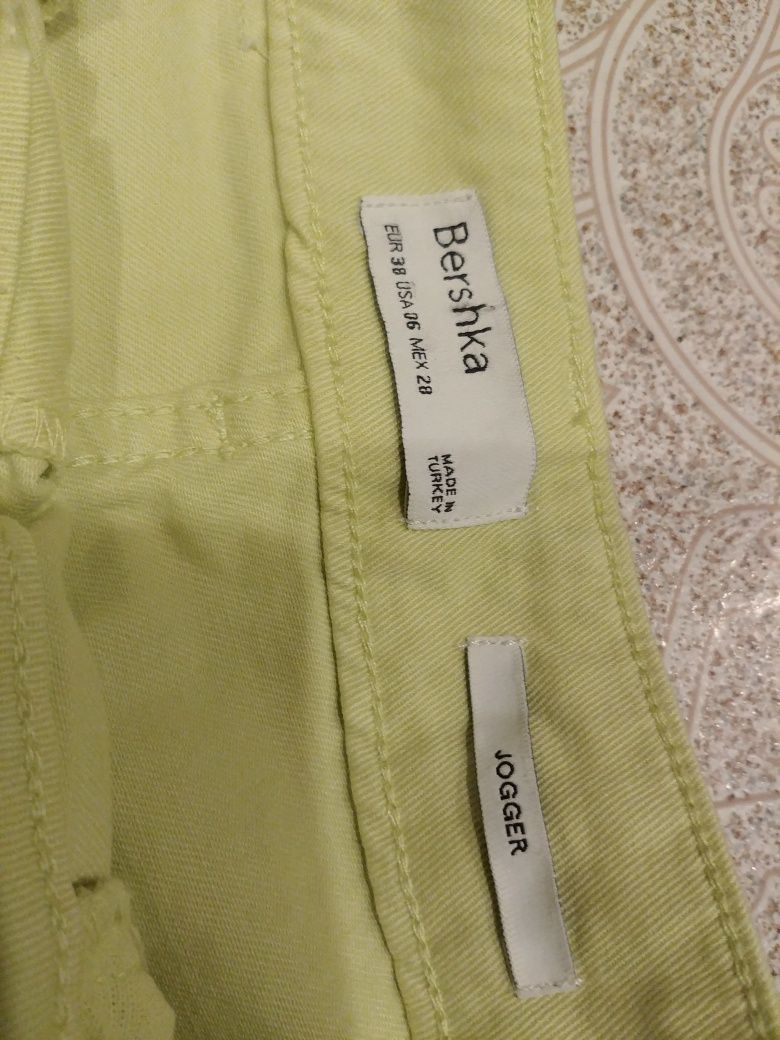 Bershka
EUR 38 USA 06 MEX 28
MADE IN
TURKEY
JOGGER